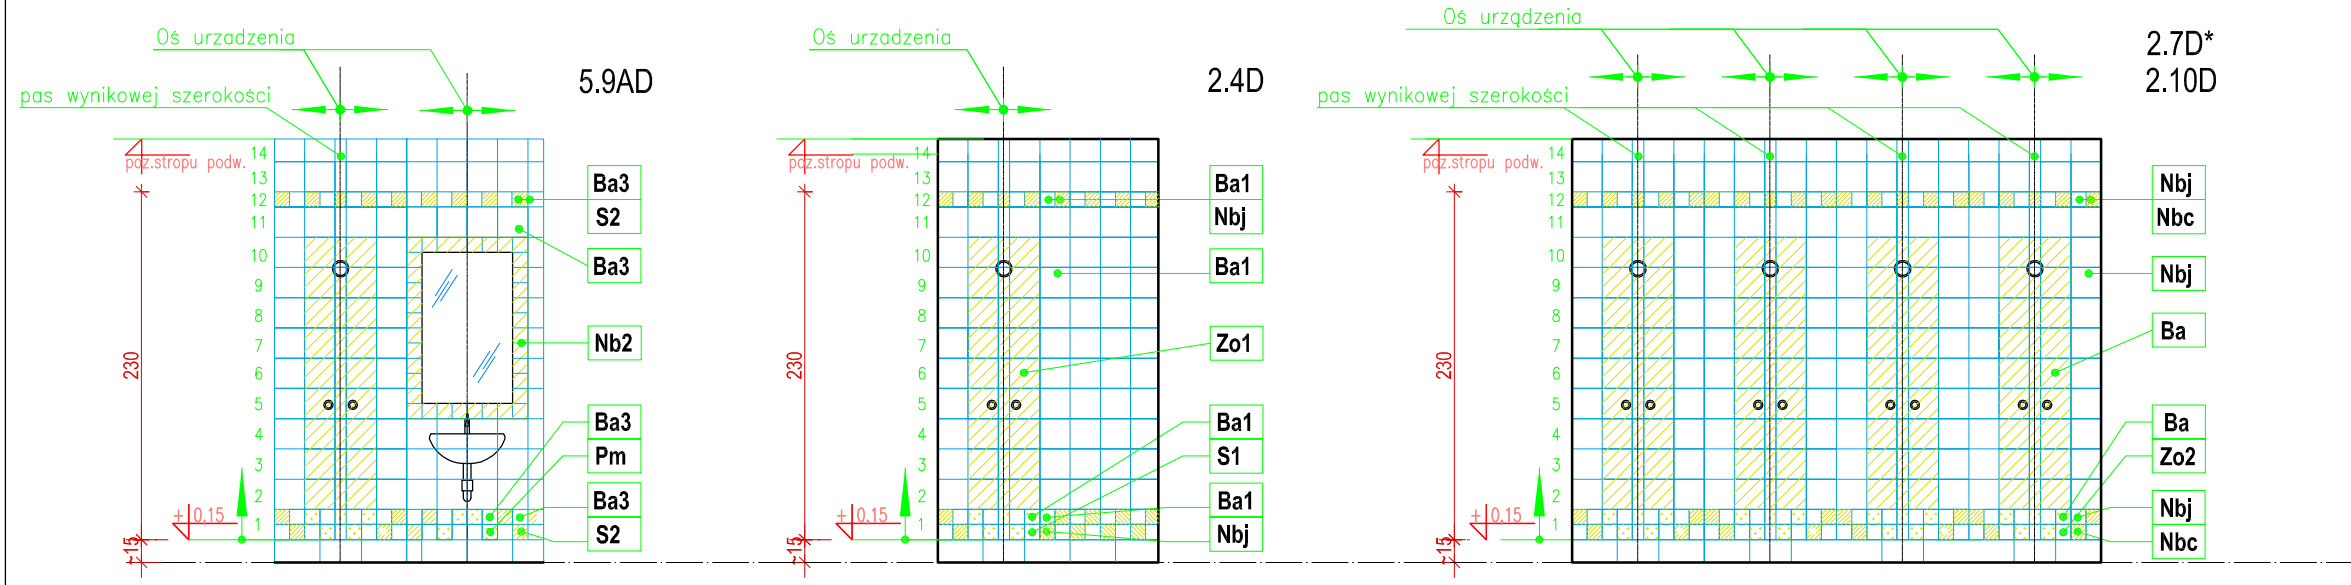 Oś urzadzenia
5.9AD
pas wynikowej szerokości
poz.stropu podw.
14
13
12
11
10
9
8
7
6
5
4
3
2
1
230
+0,15
~15
Ba3
S2
Ba3
Nb2
Ba3
Pm
Ba3
S2
Oś urzadzenia
2.4D
poz.stropu podw.
14
13
12
11
10
9
8
7
6
5
4
3
2
1
230
+0,15
~15
Ba1
Nbj
Ba1
Zo1
Ba1
S1
Ba1
Nbj
Oś urządzenia
2.7D*
2.10D
pas wynikowej szerokości
poz.stropu podw.
14
13
12
11
10
9
8
7
6
5
4
3
2
1
230
+0,15
~15
Nbj
Nbc
Nbj
Ba
Ba
Zo2
Nbj
Nbc